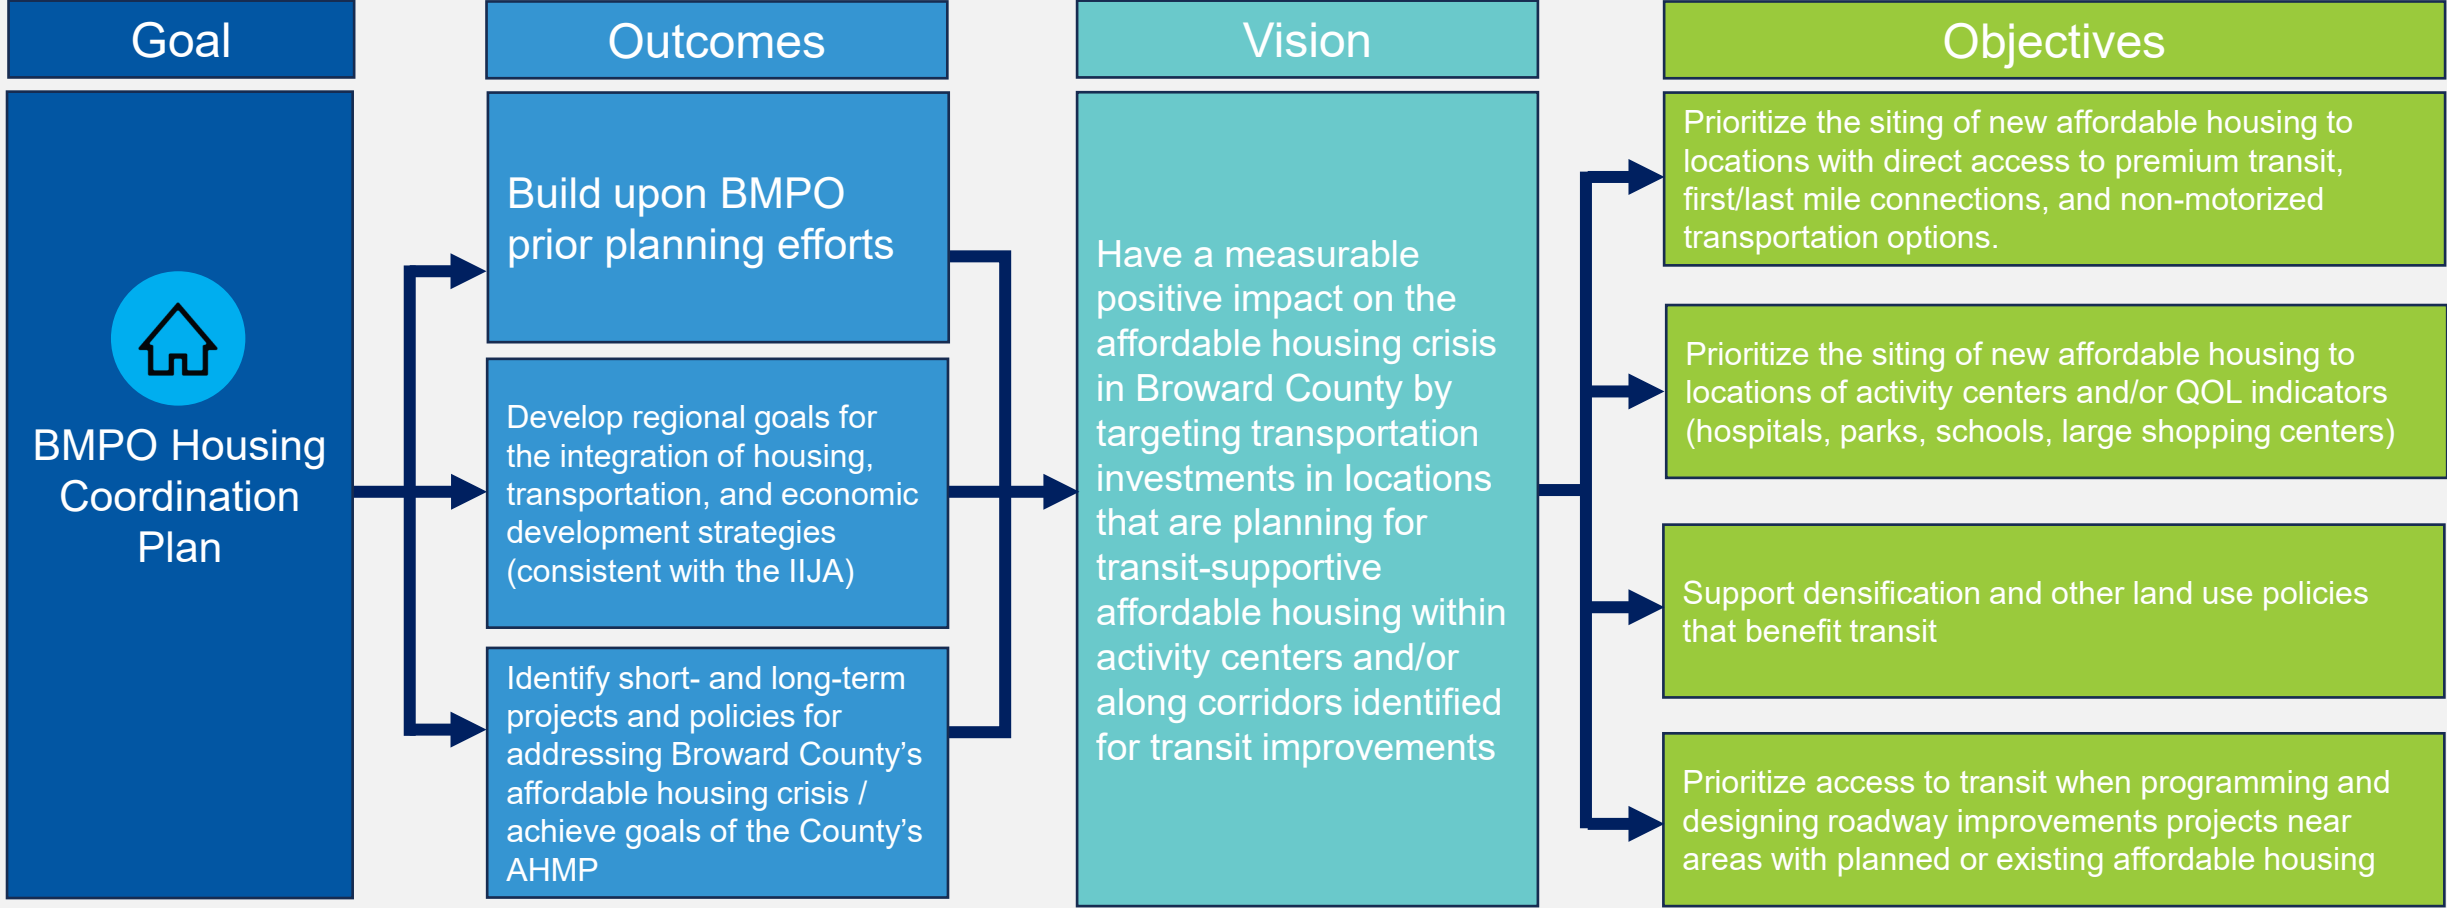 Goal
BMPO Housing
Coordination
Plan
Outcomes
Build upon BMPO
prior planning efforts
Develop regional goals for
the integration of housing,
transportation, and economic
development strategies
(consistent with the IIJA)
Identify short- and long-term
projects and policies for
addressing Broward County’s
affordable housing crisis /
achieve goals of the County’s
AHMP
Vision
Have a measurable
positive impact on the
affordable housing crisis
in Broward County by
targeting transportation
investments in locations
that are planning for
transit-supportive
affordable housing within
activity centers and/or
along corridors identified
for transit improvements
Objectives
Prioritize the siting of new affordable housing to
locations with direct access to premium transit,
first/last mile connections, and non-motorized
transportation options.
Prioritize the siting of new affordable housing to
locations of activity centers and/or QOL indicators
(hospitals, parks, schools, large shopping centers)
Support densification and other land use policies
that benefit transit
Prioritize access to transit when programming and
designing roadway improvements projects near
areas with planned or existing affordable housing